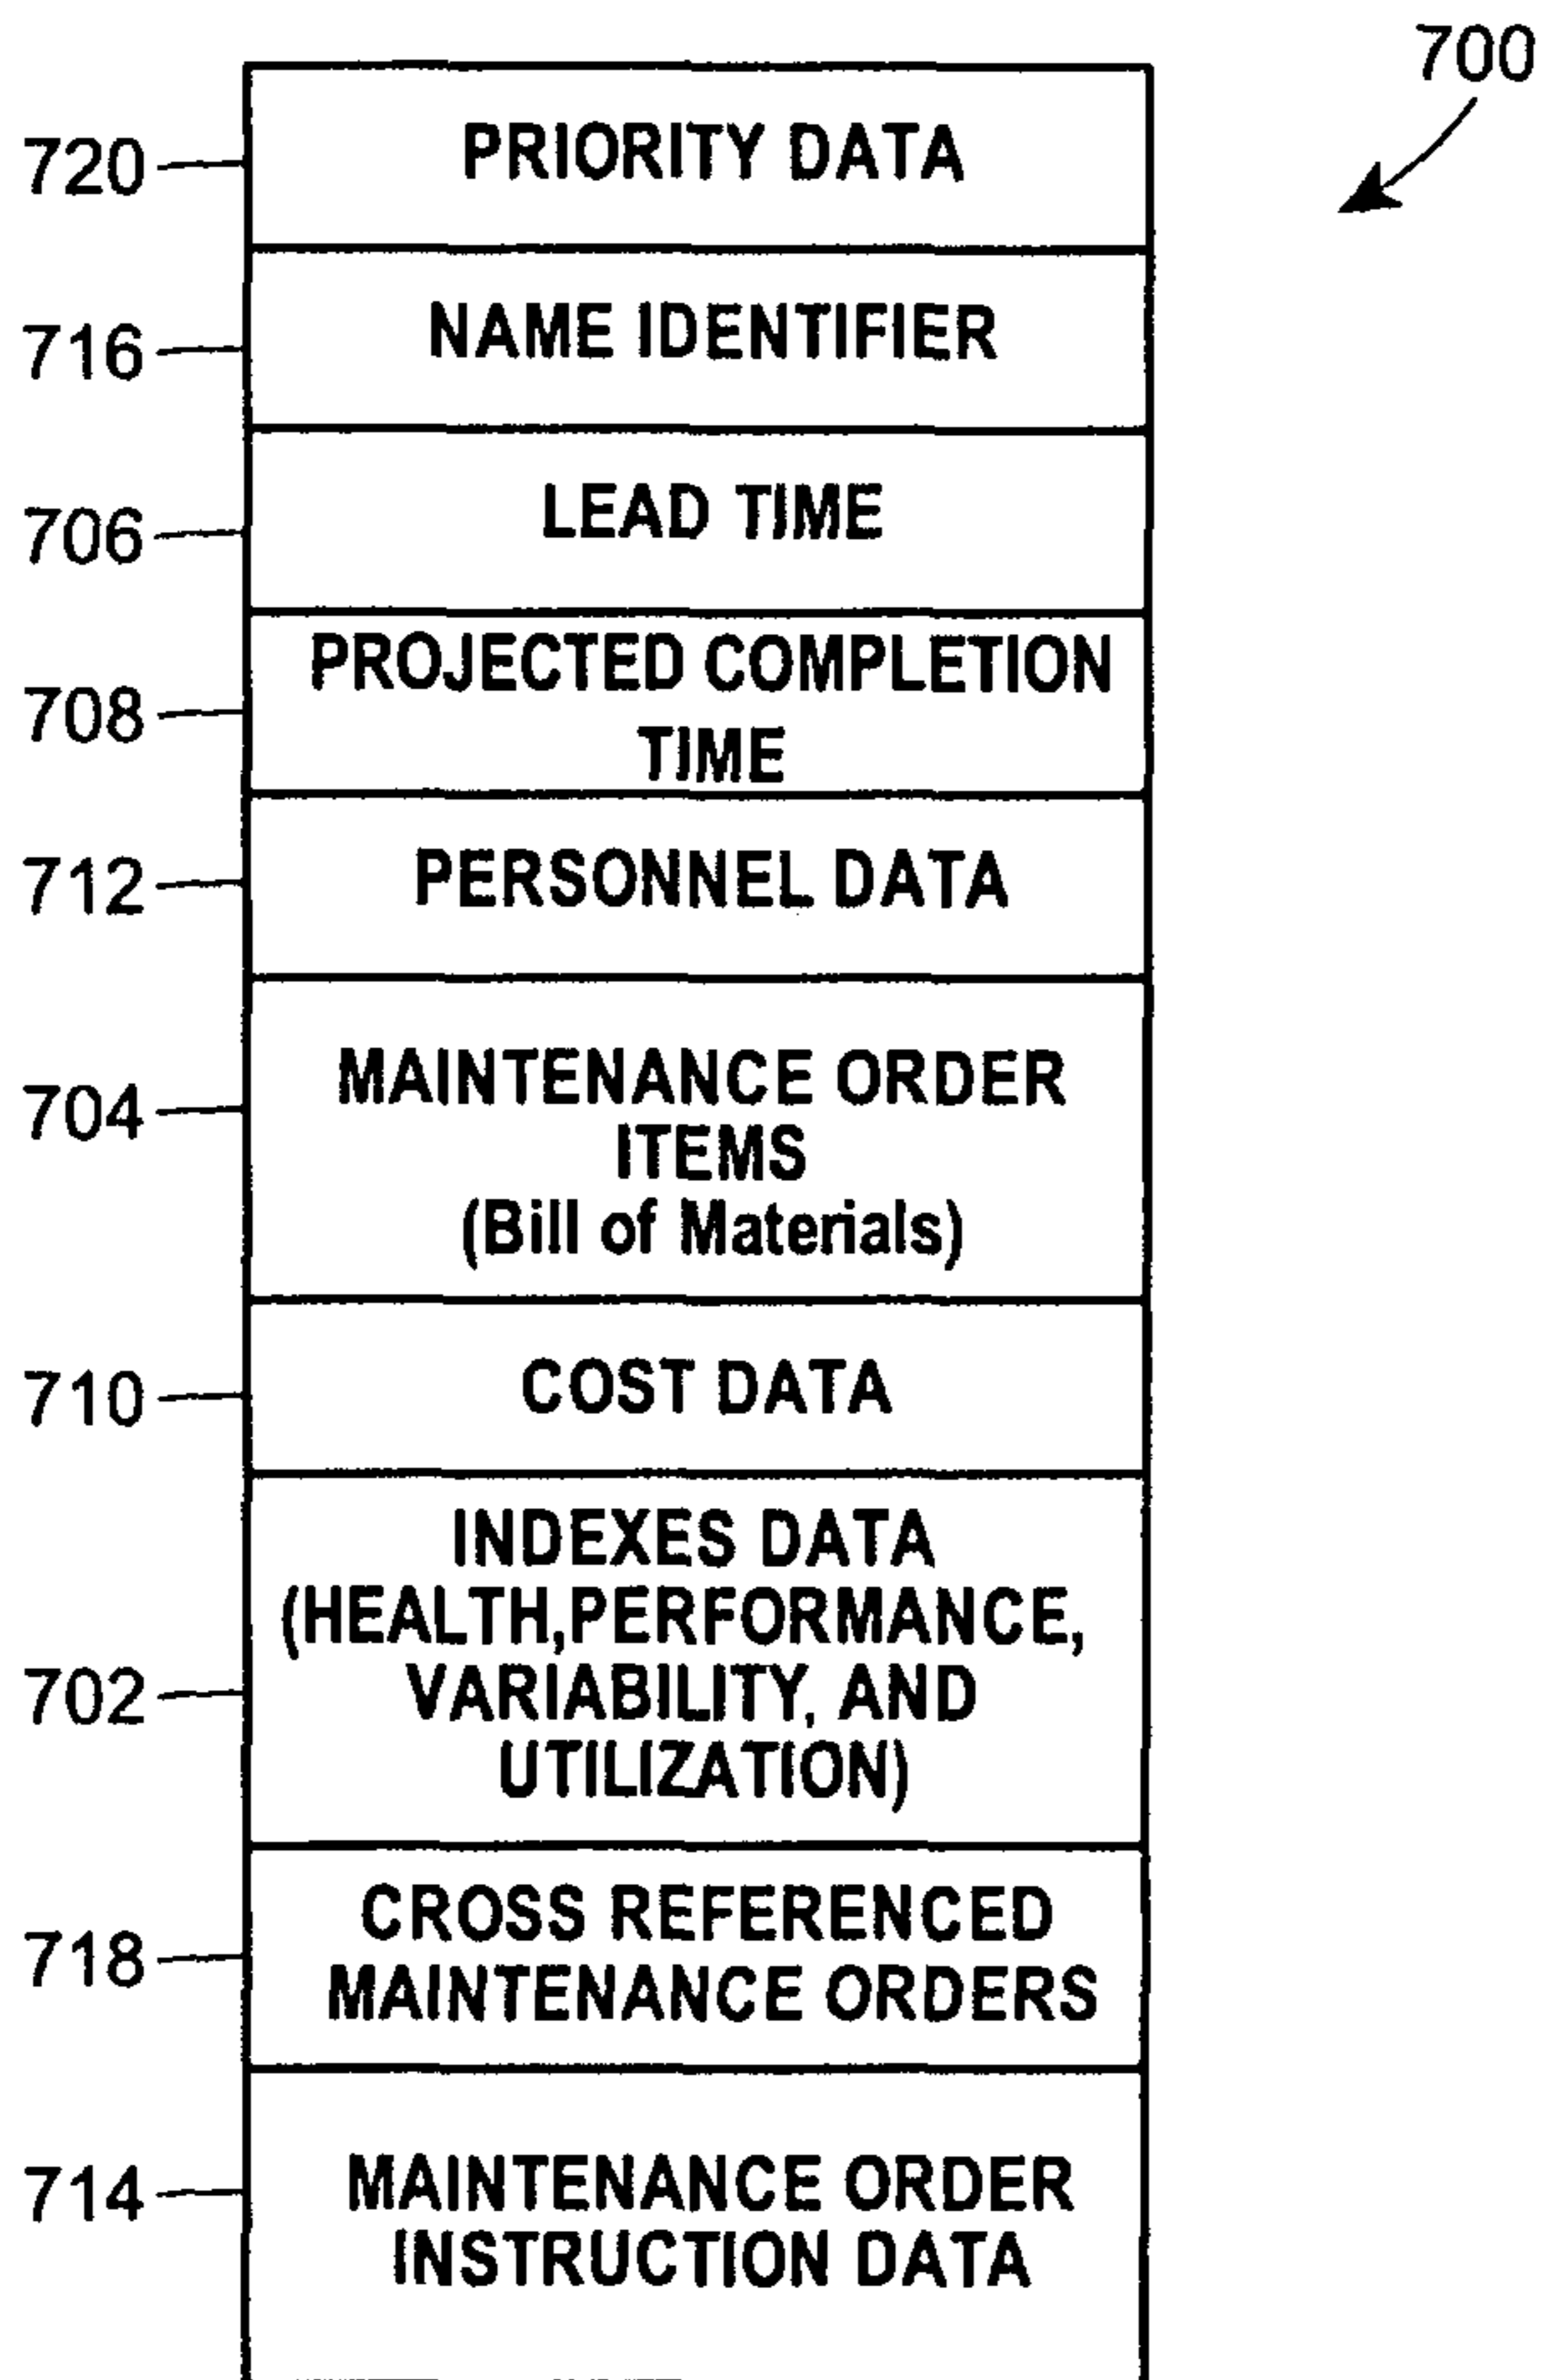 700
720
PRIORITY DATA
716
NAME IDENTIFIER
706
LEAD TIME
708
PROJECTED COMPLETION
TIME
712
PERSONNEL DATA
704
MAINTENANCE ORDER
ITEMS
(Bill of Materials)
710
COST DATA
702
INDEXES DATA
(HEALTH,PERFORMANCE,
VARIABILITY, AND
UTILIZATION)
718
CROSS REFERENCED
MAINTENANCE ORDERS
714
MAINTENANCE ORDER
INSTRUCTION DATA